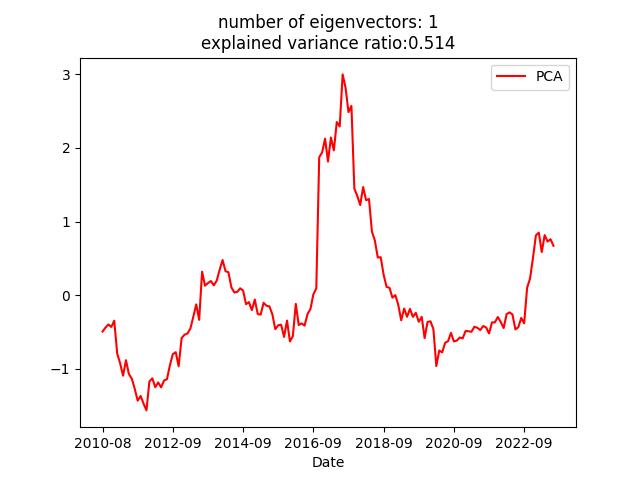 number of eigenvectors: 1
explained variance ratio:0.514
PCA
3
2
1
0
−1
2010-08 2012-09 2014-09 2016-09 2018-09 2020-09 2022-09
Date